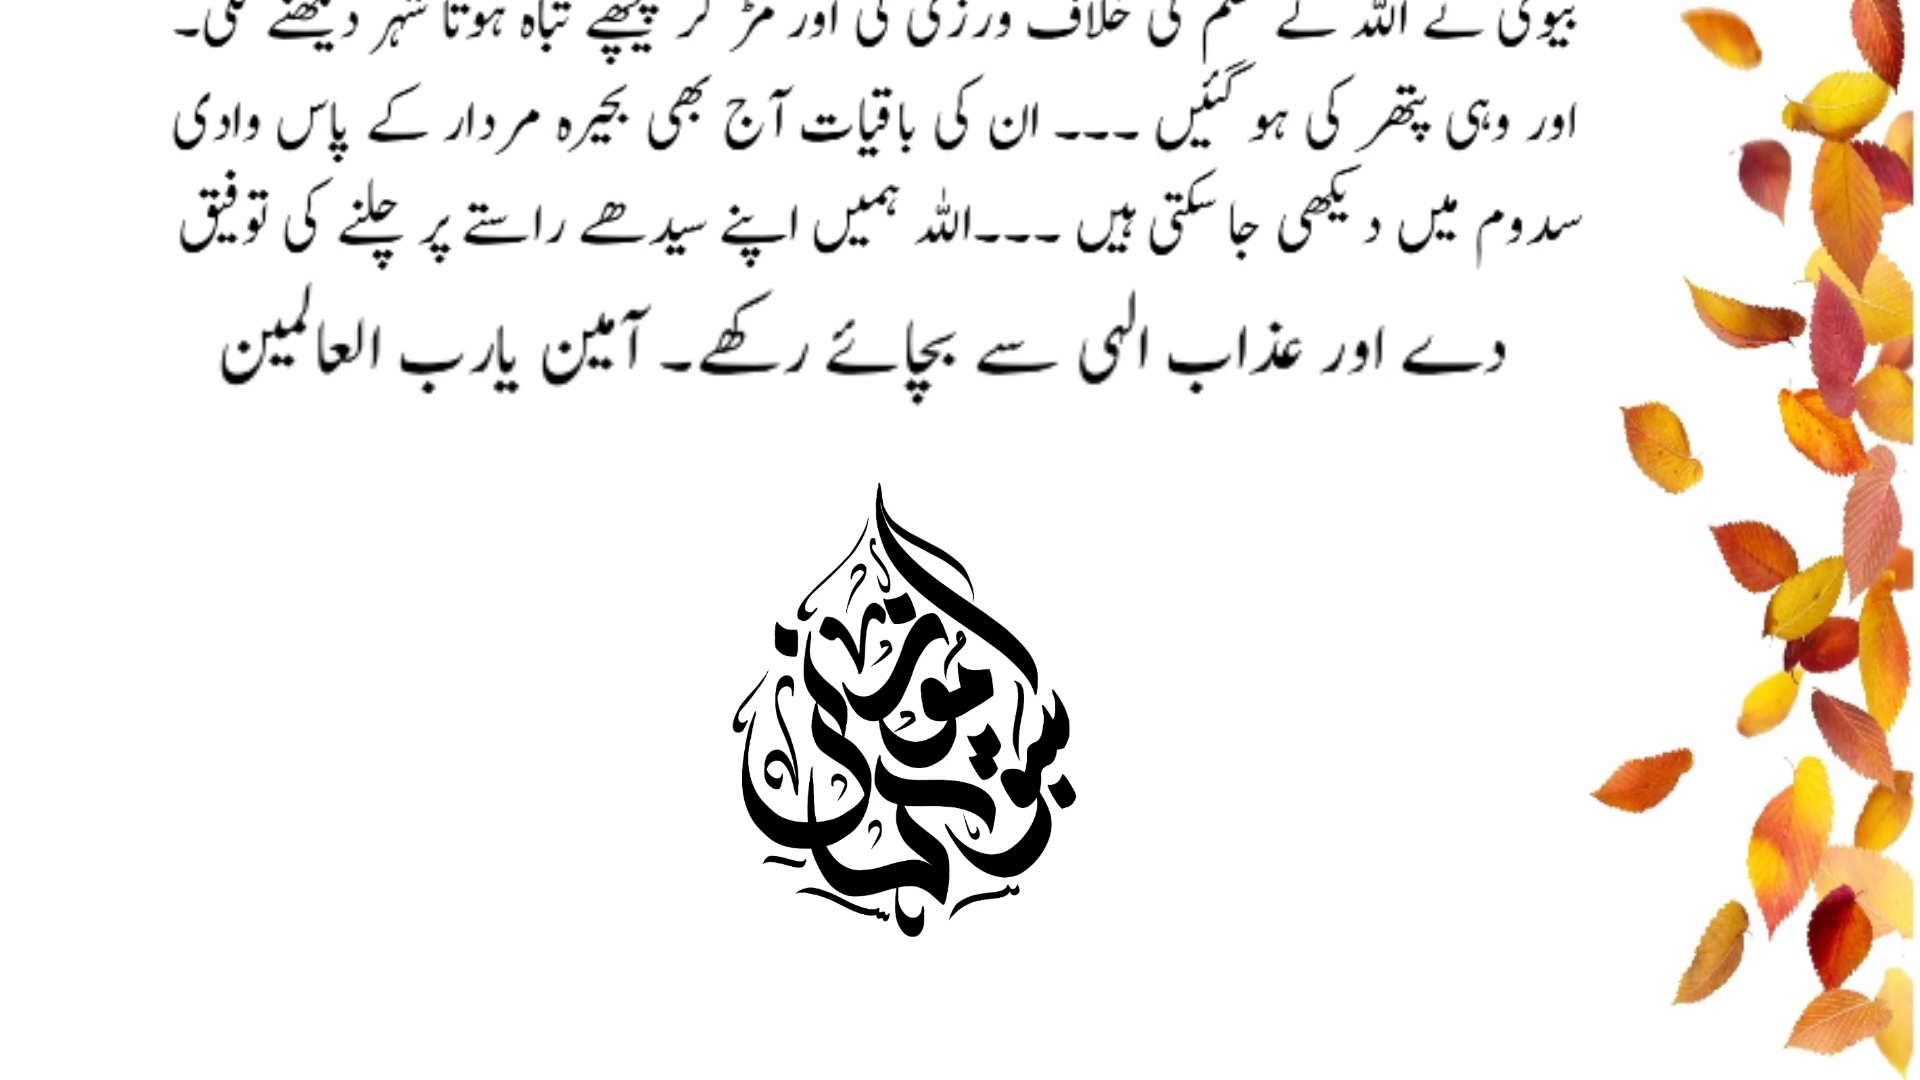 بیوی نے اللہ کے حکم کی خلاف ورزی کی اور مڑ کر پیچھے تباہ ہوتا شہر دیکھنے لگی۔
اور وہی پتھر کی ہو گئیں ۔۔۔ ان کی باقیات آج بھی بحیرہ مردار کے پاس وادی
سدوم میں دیکھی جا سکتی ہیں ۔۔۔اللہ ہمیں اپنے سیدھے راستے پر چلنے کی توفیق
دے اور عذاب الہی سے بچائے رکھے۔ آمین یارب العالمین
سبق آموز کہانیاں